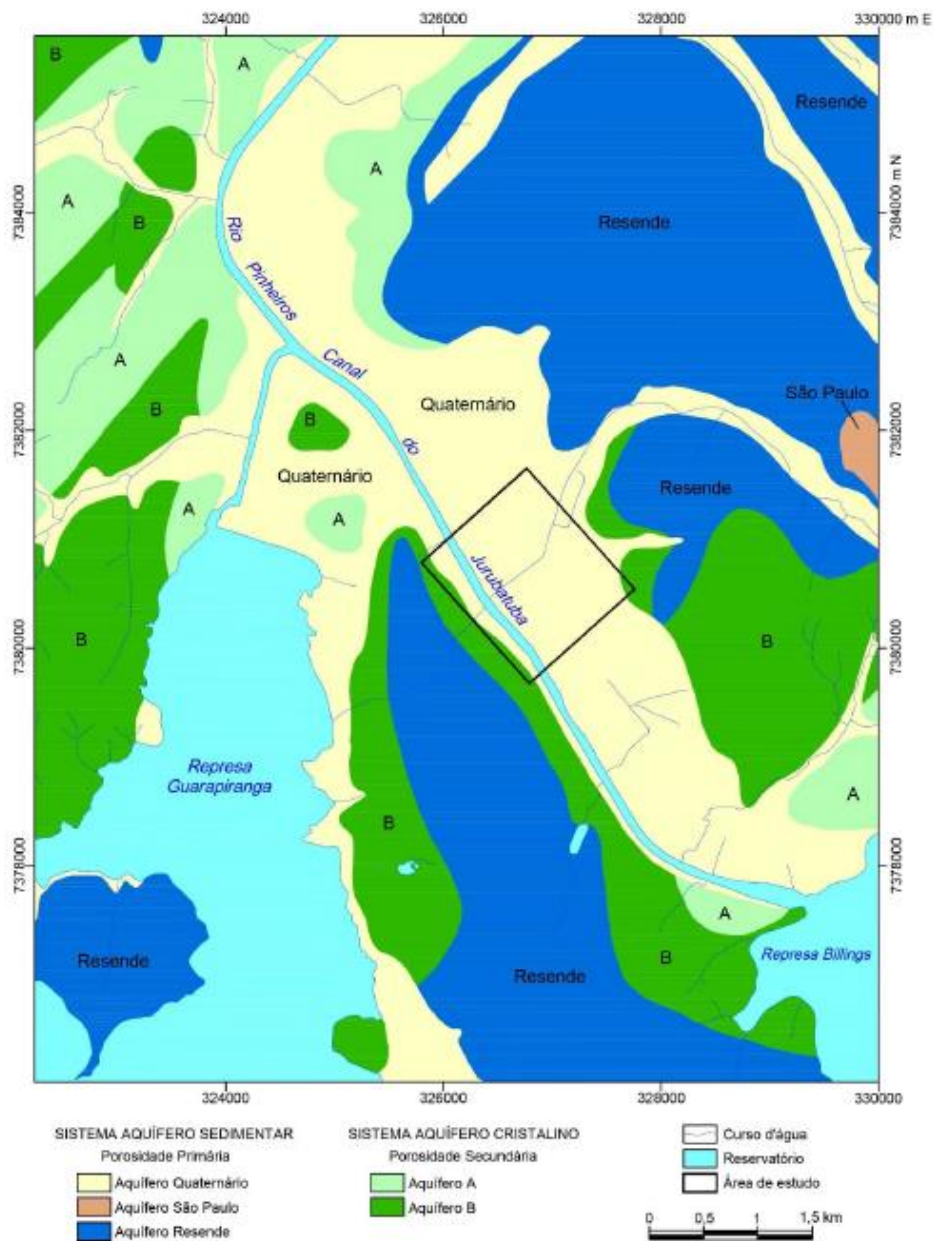 324000
326000
328000
330000 m E
B
A
Resende
A
A
B
7384000
m N
7384000
Resende
Rio
Pinheiros
A
Canal
São Paulo
B
B
Quaternário
do
7382000
7382000
Quaternário
Resende
A
A
Jurubatuba
B
B
7380000
7380000
Represa
Guarapiranga
A
B
7378000
7378000
A
Resende
Resende
B
Represa Billings
324000
326000
328000
330000
SISTEMA AQUÍFERO SEDIMENTAR
Porosidade Primária
Aquífero Quaternário
Aquífero São Paulo
Aquífero Resende
SISTEMA AQUÍFERO CRISTALINO
Porosidade Secundária
Aquífero A
Aquífero B
Curso d'água
Reservatório
Área de estudo
0 0,5 1 1,5 km